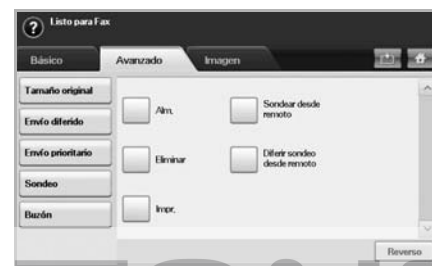 ? Listo para Fax
Básico Avanzado Imagen
Tamaño original
Envío diferido
Envío prioritario
Sondeo
Buzón
Alm.
Sondear desde
remoto
Eliminar
Diferir sondeo
desde remoto
Impr.
Reverso